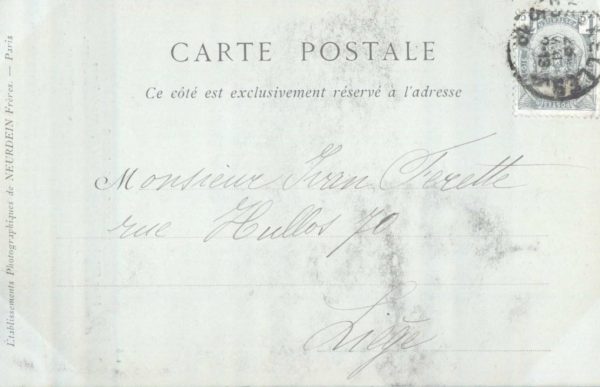 CARTE POSTALE
Ce côté est exclusivement réservé à l'adresse
Monsieur Ivan Ferette
rue Hullos 70
Liège
Etablissements Photographiques de NEURDEIN Frères. — Paris